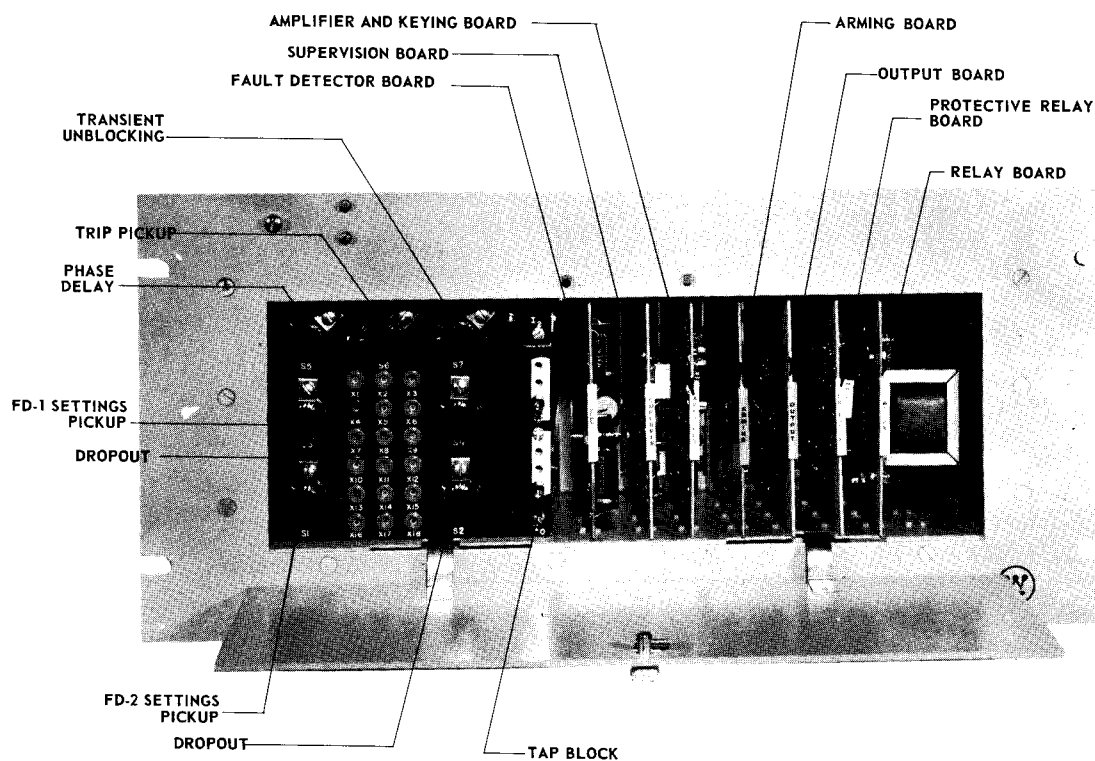 AMPLIFIER AND KEYING BOARD
SUPERVISION BOARD
FAULT DETECTOR BOARD
ARMING BOARD
OUTPUT BOARD
PROTECTIVE RELAY
BOARD
RELAY BOARD
TRANSIENT
UNBLOCKING
TRIP PICKUP
PHASE
DELAY
FD-1 SETTINGS
PICKUP
DROPOUT
S5
S6
S7
X1
X2
X3
X4
X5
X6
X7
X8
X10
X11
X12
X13
X14
X15
X16
X17
X18
S1
S2
OUTPUT
FD-2 SETTINGS
PICKUP
DROPOUT
TAP BLOCK